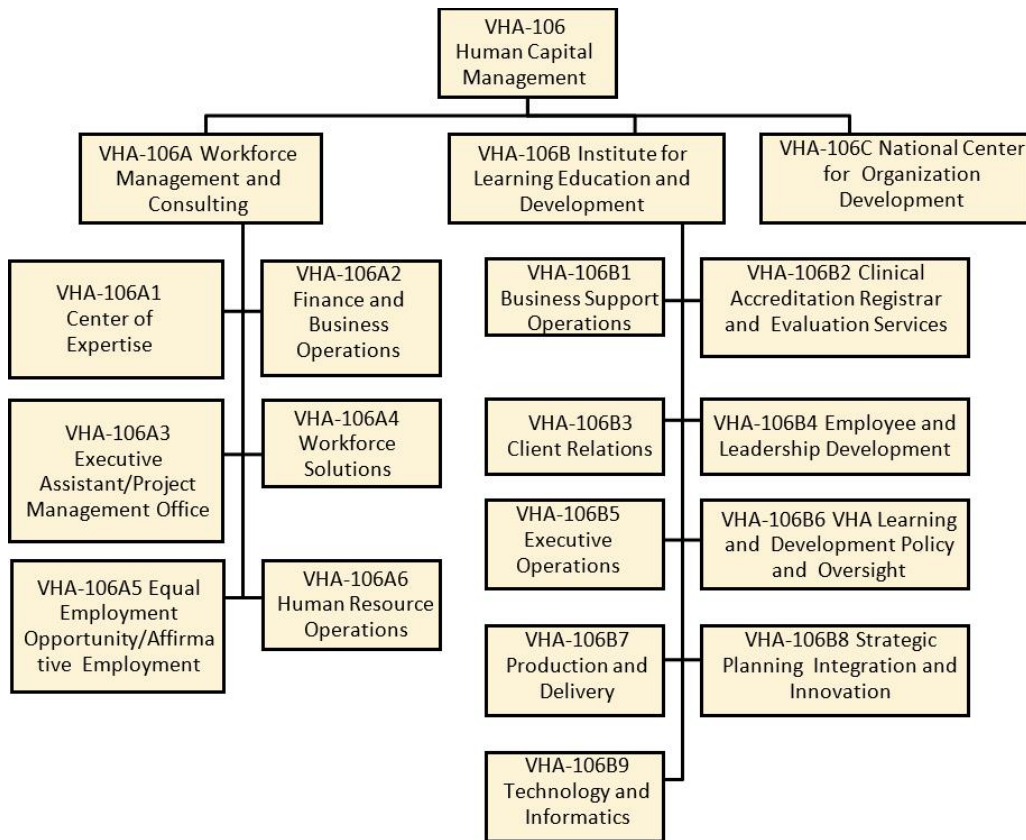 VHA-106
Human Capital
Management
VHA-106A Workforce
Management and
Consulting
VHA-106B Institute for
Learning Education and
Development
VHA-106C National Center
for Organization
Development
VHA-106A1
Center of
Expertise
VHA-106A2
Finance and
Business
Operations
VHA-106A3
Executive
Assistant/Project
Management Office
VHA-106A4
Workforce
Solutions
VHA-106A5 Equal
Employment
Opportunity/Affirma
tive Employment
VHA-106A6
Human Resource
Operations
VHA-106B1
Business Support
Operations
VHA-106B2 Clinical
Accreditation Registrar
and Evaluation Services
VHA-106B3
Client Relations
VHA-106B4 Employee and
Leadership Development
VHA-106B5
Executive
Operations
VHA-106B6 VHA Learning
and Development Policy
and Oversight
VHA-106B7
Production and
Delivery
VHA-106B8 Strategic
Planning Integration and
Innovation
VHA-106B9
Technology and
Informatics